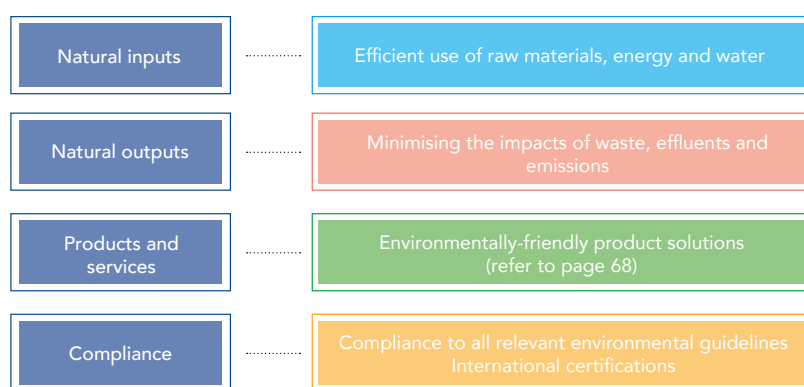 Natural inputs
Efficient use of raw materials, energy and water
Natural outputs
Minimising the impacts of waste, effluents and
emissions
Products and
services
Environmentally-friendly product solutions
(refer to page 68)
Compliance
Compliance to all relevant environmental guidelines
International certifications